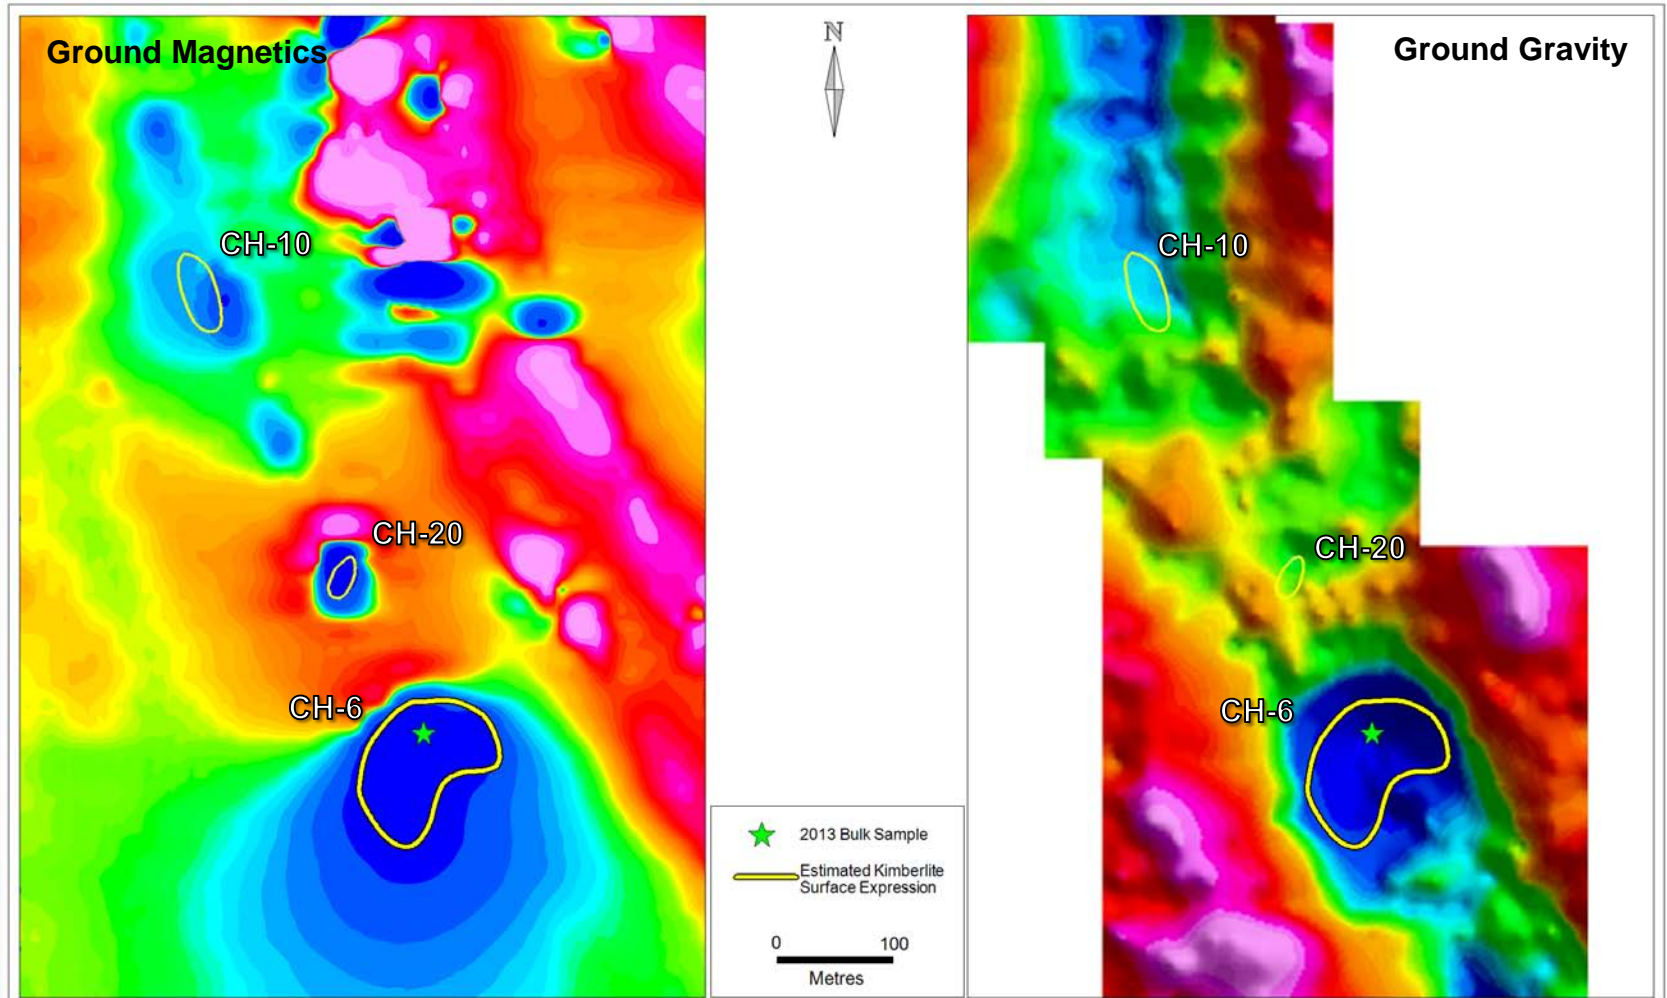 Ground Magnetics
N
Ground Gravity
CH-10
CH-10
CH-20
CH-20
CH-6
CH-6
2013 Bulk Sample
Estimated Kimberlite
Surface Expression
0 100
Metres